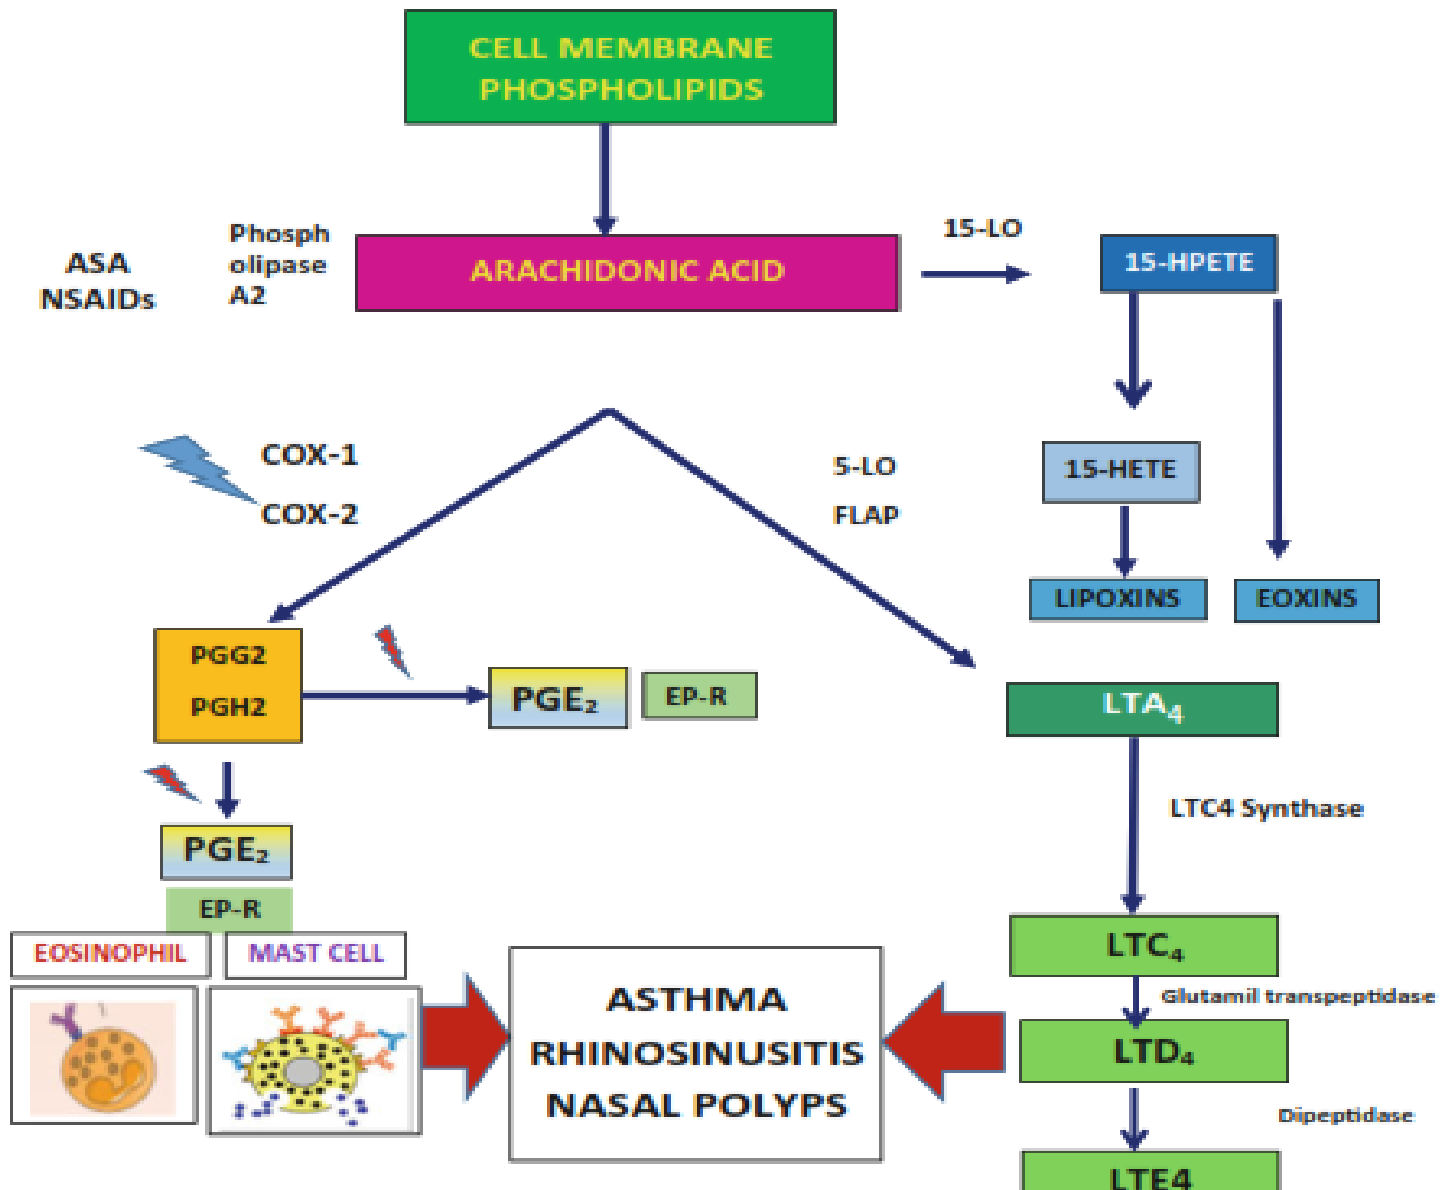 CELL MEMBRANE
PHOSPHOLIPIDS
ASA
NSAIDs
Phosph
olipase
A2
ARACHIDONIC ACID
15-LO
15-HPETE
COX-1
COX-2
5-LO
FLAP
15-HETE
LIPOXINS
EOXINS
PGG2
PGH2
PGE₂
EP-R
LTA₄
LTC4 Synthase
PGE₂
EP-R
EOSINOPHIL
MAST CELL
ASTHMA
RHINOSINUSITIS
NASAL POLYPS
LTC₄
Glutamil transpeptidase
LTD₄
Dipeptidase
LTE4